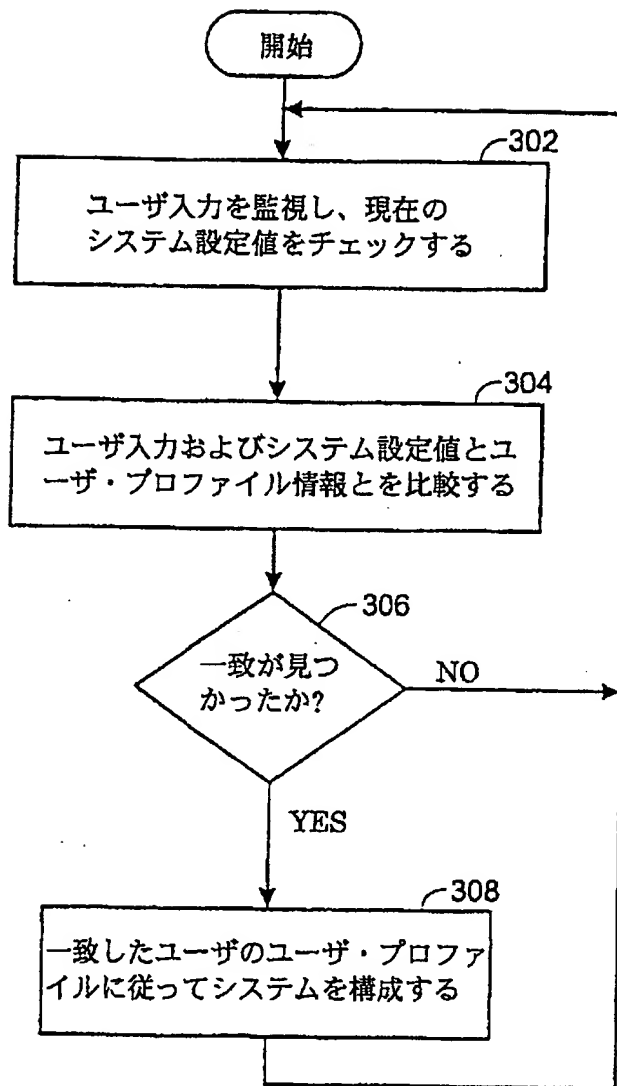 開始
302
ユーザ入力を監視し、現在の
システム設定値をチェックする
304
ユーザ入力およびシステム設定値とユ
ーザ・プロファイル情報とを比較する
306
一致が見つ
かったか?
NO
YES
308
一致したユーザのユーザ・プロファ
イルに従ってシステムを構成する